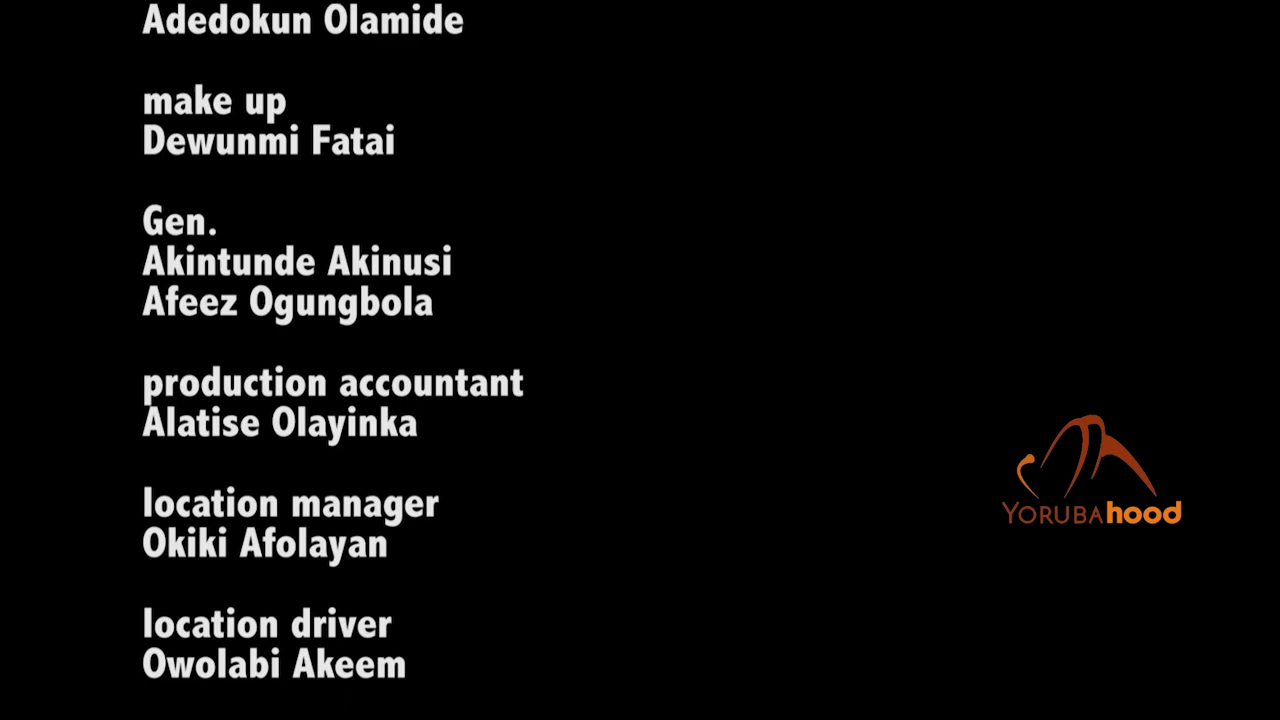 Adedokun Olamide
make up
Dewunmi Fatai
Gen.
Akintunde Akinusi
Afeez Ogungbola
production accountant
Alatise Olayinka
location manager
Okiki Afolayan
location driver
Owolabi Akeem
YORUBAhood